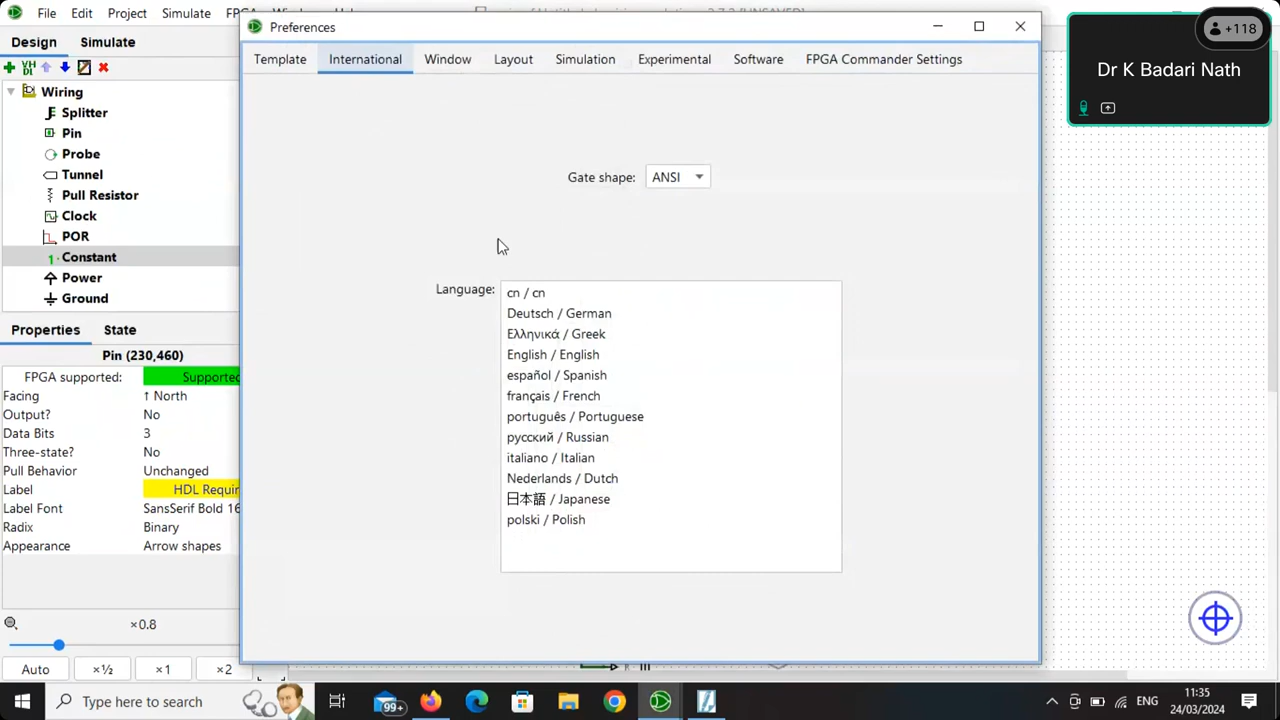 File Edit Project Simulate
Preferences
+118
Dr K Badari Nath
Design Simulate
Template International Window Layout Simulation Experimental Software FPGA Commander Settings
Wiring
Splitter
Pin
Probe
Tunnel
Pull Resistor
Clock
POR
Constant
Power
Ground
Gate shape: ANSI
Language:
cn / cn
Deutsch / German
Ελληνικά / Greek
English / English
español / Spanish
français / French
português / Portuguese
русский / Russian
italiano / Italian
Nederlands / Dutch
日本語 / Japanese
polski / Polish
Properties State
Pin (230,460)
FPGA supported: Supported
Facing ↑ North
Output? No
Data Bits 3
Three-state? No
Pull Behavior Unchanged
Label HDL Requir
Label Font SansSerif Bold 16
Radix Binary
Appearance Arrow shapes
×0.8
Auto ×½ ×1 ×2
Type here to search
99+
ENG
11:35
24/03/2024